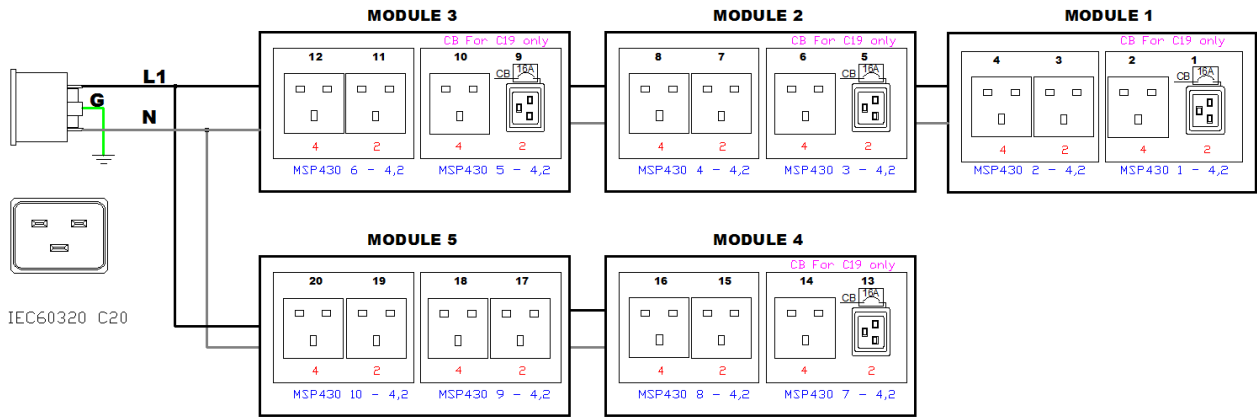 MODULE 3 MODULE 2 MODULE 1
CB For C19 only CB For C19 only CB For C19 only
12 11 10 9 8 7 6 5 4 3 2 1
L1 CB 16A CB 16A CB 16A
G
N
4 2 4 2 4 2 4 2 4 2 4 2
MSP430 6 - 4,2 MSP430 5 - 4,2 MSP430 4 - 4,2 MSP430 3 - 4,2 MSP430 2 - 4,2 MSP430 1 - 4,2
MODULE 5 MODULE 4
CB For C19 only
20 19 18 17 16 15 14 13
CB 16A
IEC60320 C20
4 2 4 2 4 2 4 2
MSP430 10 - 4,2 MSP430 9 - 4,2 MSP430 8 - 4,2 MSP430 7 - 4,2